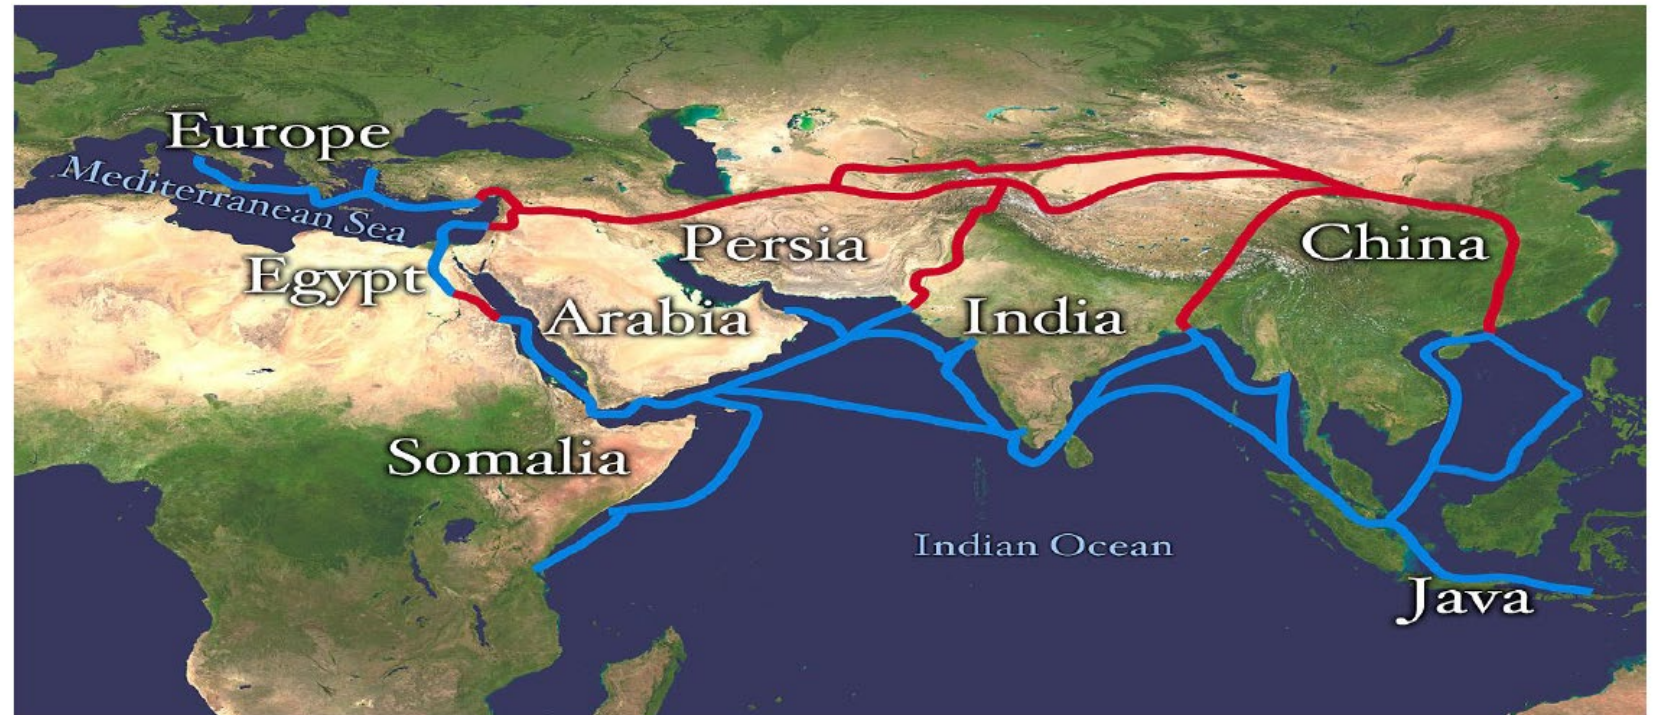 Europe
Mediterranean Sea
Egypt
Persia
China
Arabia
India
Somalia
Indian Ocean
Java